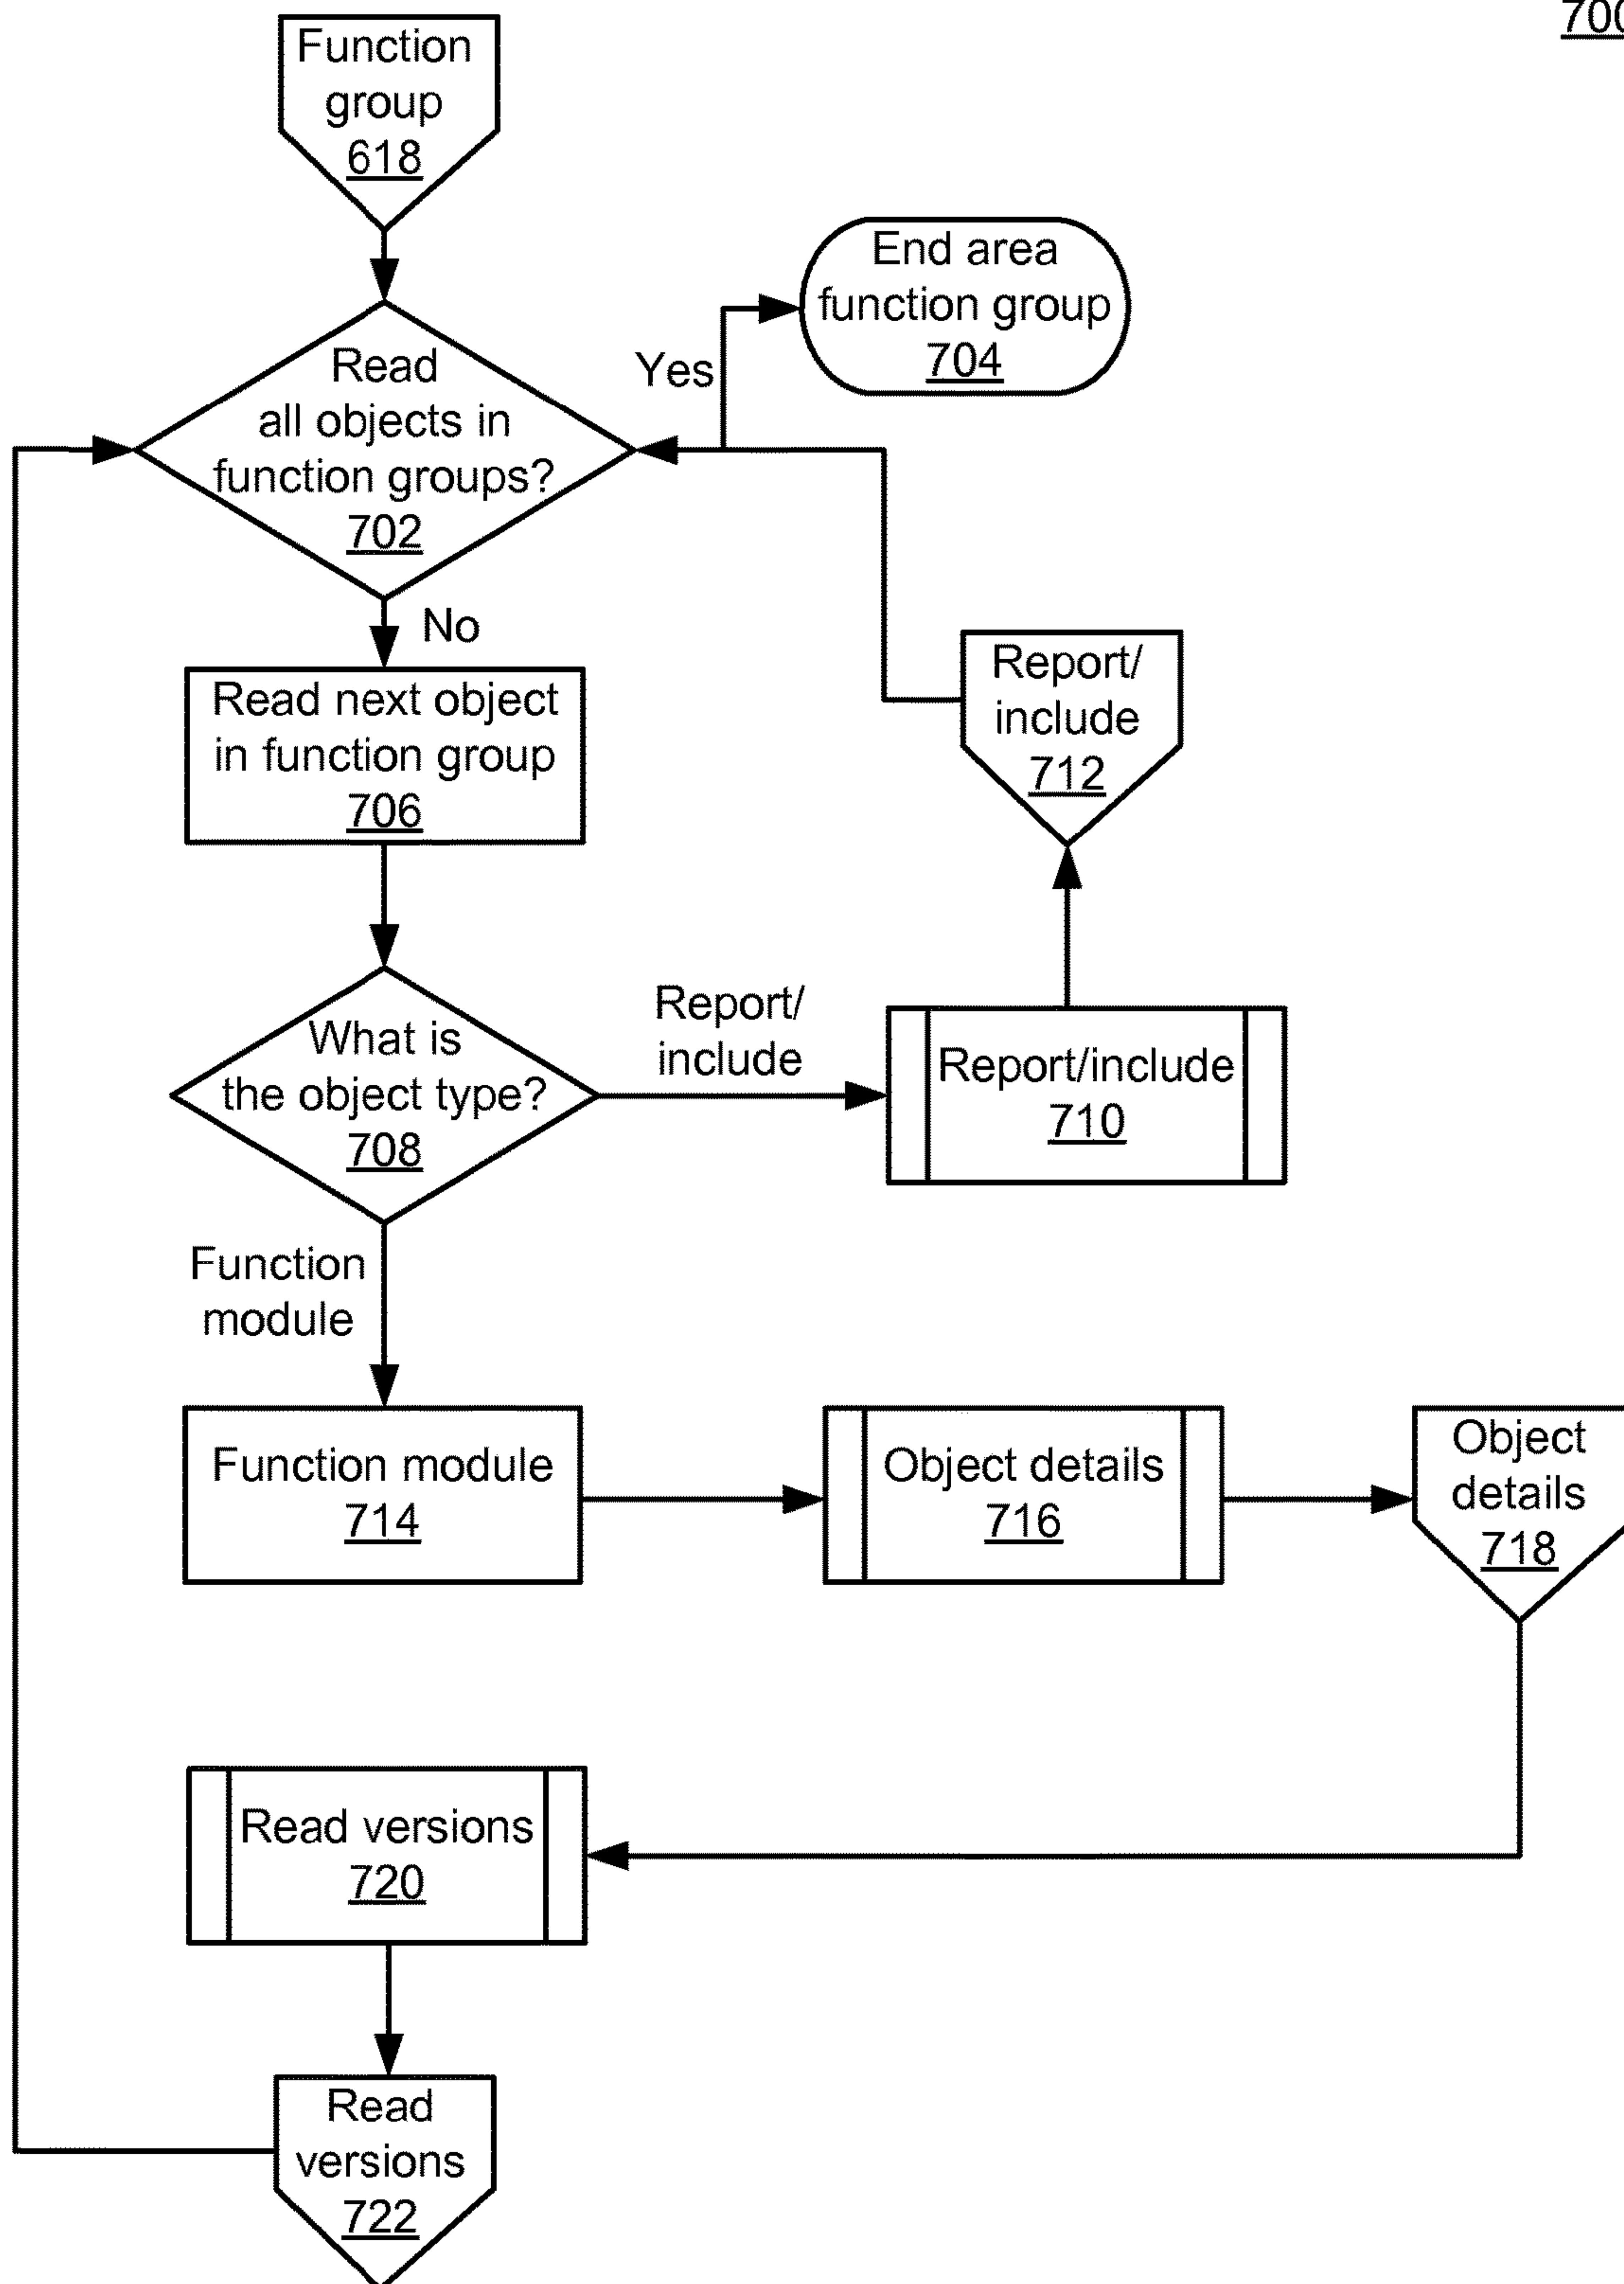 700
Function
group
618
End area
function group
704
Yes
Read
all objects in
function groups?
702
No
Report/
include
712
Read next object
in function group
706
What is
the object type?
708
Report/
include
Report/include
710
Function
module
Function module
714
Object details
716
Object
details
718
Read versions
720
Read
versions
722